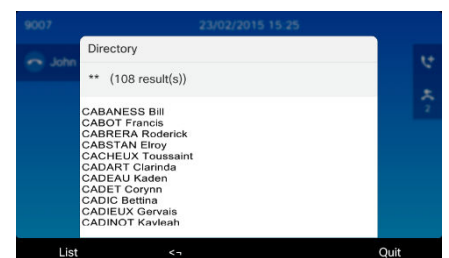 9007 23/02/2015 15:25
Directory
John
** (108 result(s))
CABANESS Bill
CABOT Francis
CABRERA Roderick
CABSTAN Elroy
CACHEUX Toussaint
CADART Clarinda
CADEAU Kaden
CADET Corynn
CADIC Bettina
CADIEUX Gervais
CADINOT Kayleah
2
List <¬ Quit